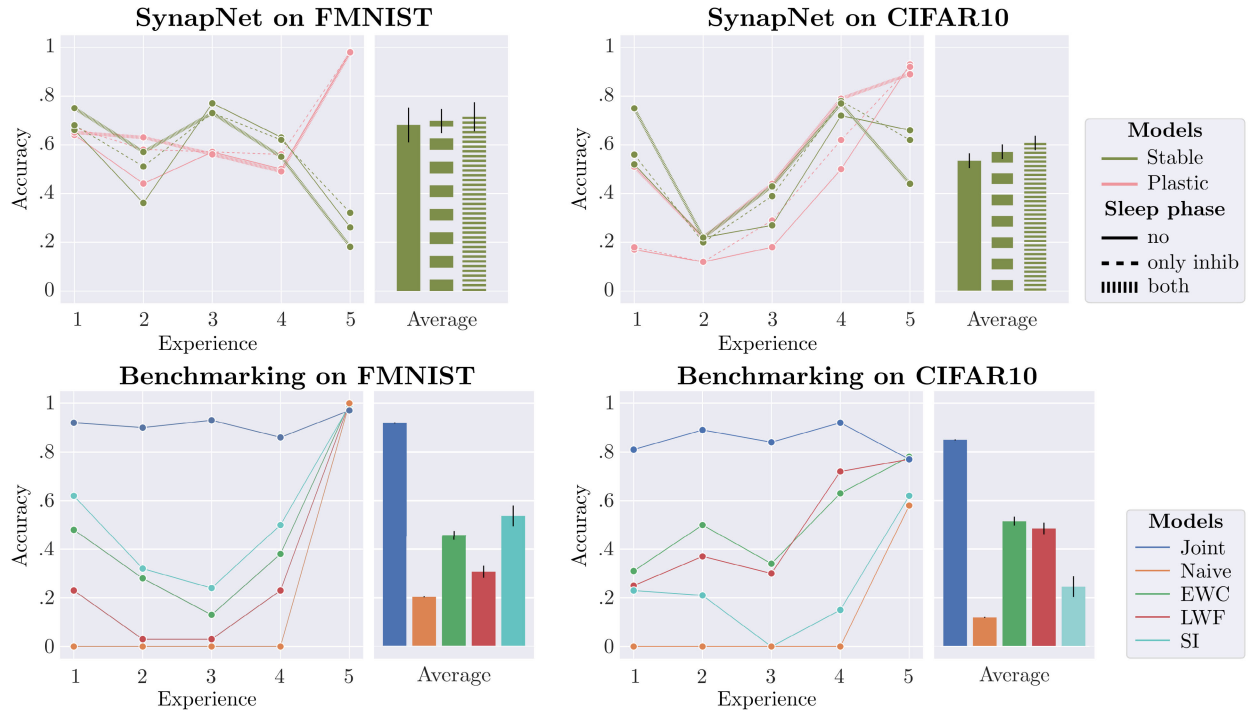 SynapNet on FMNIST
1
.8
.6
.4
.2
0
Accuracy
1 2 3 4 5
Experience
Average
SynapNet on CIFAR10
1
.8
.6
.4
.2
0
Accuracy
1 2 3 4 5
Experience
Average
Models
Stable
Plastic
Sleep phase
no
only inhib
both
Benchmarking on FMNIST
1
.8
.6
.4
.2
0
Accuracy
1 2 3 4 5
Experience
Average
Benchmarking on CIFAR10
1
.8
.6
.4
.2
0
Accuracy
1 2 3 4 5
Experience
Average
Models
Joint
Naive
EWC
LWF
SI